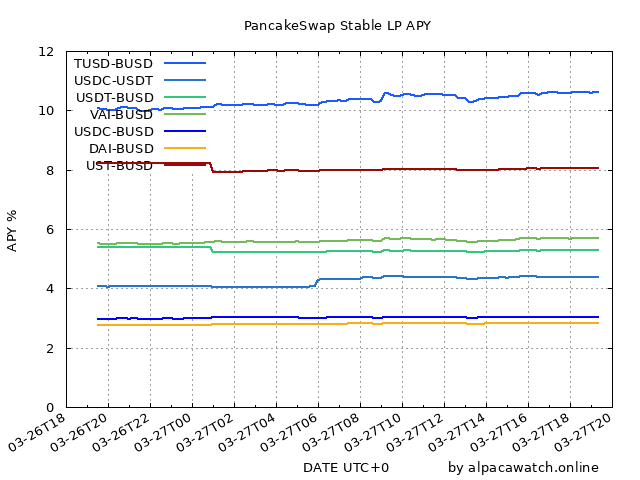 PancakeSwap Stable LP APY
12
10
8
6
4
2
0
APY %
TUSD-BUSD
USDC-USDT
USDT-BUSD
VAI-BUSD
USDC-BUSD
DAI-BUSD
UST-BUSD
03-26T18
03-26T20
03-26T22
03-27T00
03-27T02
03-27T04
03-27T06
03-27T08
03-27T10
03-27T12
03-27T14
03-27T16
03-27T18
03-27T20
DATE UTC+0
by alpacawatch.online